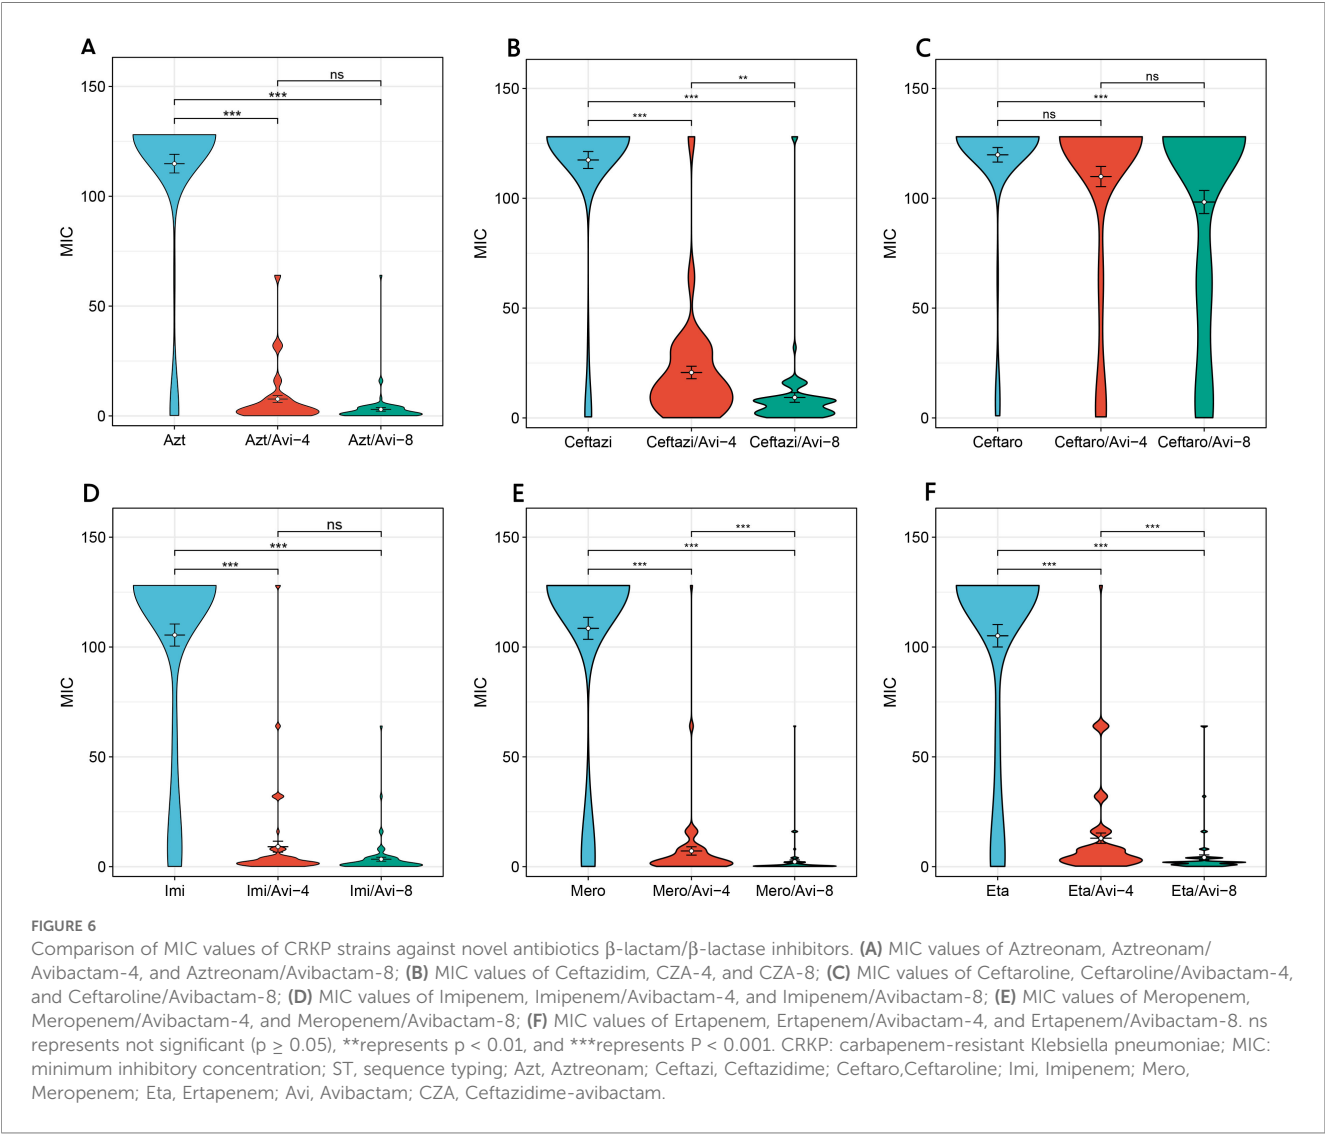 A
ns
***
***
150
100
50
0
MIC
Azt
Azt/Avi−4
Azt/Avi−8
B
**
***
***
150
100
50
0
MIC
Ceftazi
Ceftazi/Avi−4
Ceftazi/Avi−8
C
ns
***
ns
150
100
50
0
MIC
Ceftaro
Ceftaro/Avi−4
Ceftaro/Avi−8
D
ns
***
***
150
100
50
0
MIC
Imi
Imi/Avi−4
Imi/Avi−8
E
***
***
***
150
100
50
0
MIC
Mero
Mero/Avi−4
Mero/Avi−8
F
***
***
***
150
100
50
0
MIC
Eta
Eta/Avi−4
Eta/Avi−8
FIGURE 6
Comparison of MIC values of CRKP strains against novel antibiotics β-lactam/β-lactase inhibitors. (A) MIC values of Aztreonam, Aztreonam/
Avibactam-4, and Aztreonam/Avibactam-8; (B) MIC values of Ceftazidim, CZA-4, and CZA-8; (C) MIC values of Ceftaroline, Ceftaroline/Avibactam-4,
and Ceftaroline/Avibactam-8; (D) MIC values of Imipenem, Imipenem/Avibactam-4, and Imipenem/Avibactam-8; (E) MIC values of Meropenem,
Meropenem/Avibactam-4, and Meropenem/Avibactam-8; (F) MIC values of Ertapenem, Ertapenem/Avibactam-4, and Ertapenem/Avibactam-8. ns
represents not significant (p ≥ 0.05), **represents p < 0.01, and ***represents P < 0.001. CRKP: carbapenem-resistant Klebsiella pneumoniae; MIC:
minimum inhibitory concentration; ST, sequence typing; Azt, Aztreonam; Ceftazi, Ceftazidime; Ceftaro,Ceftaroline; Imi, Imipenem; Mero,
Meropenem; Eta, Ertapenem; Avi, Avibactam; CZA, Ceftazidime-avibactam.